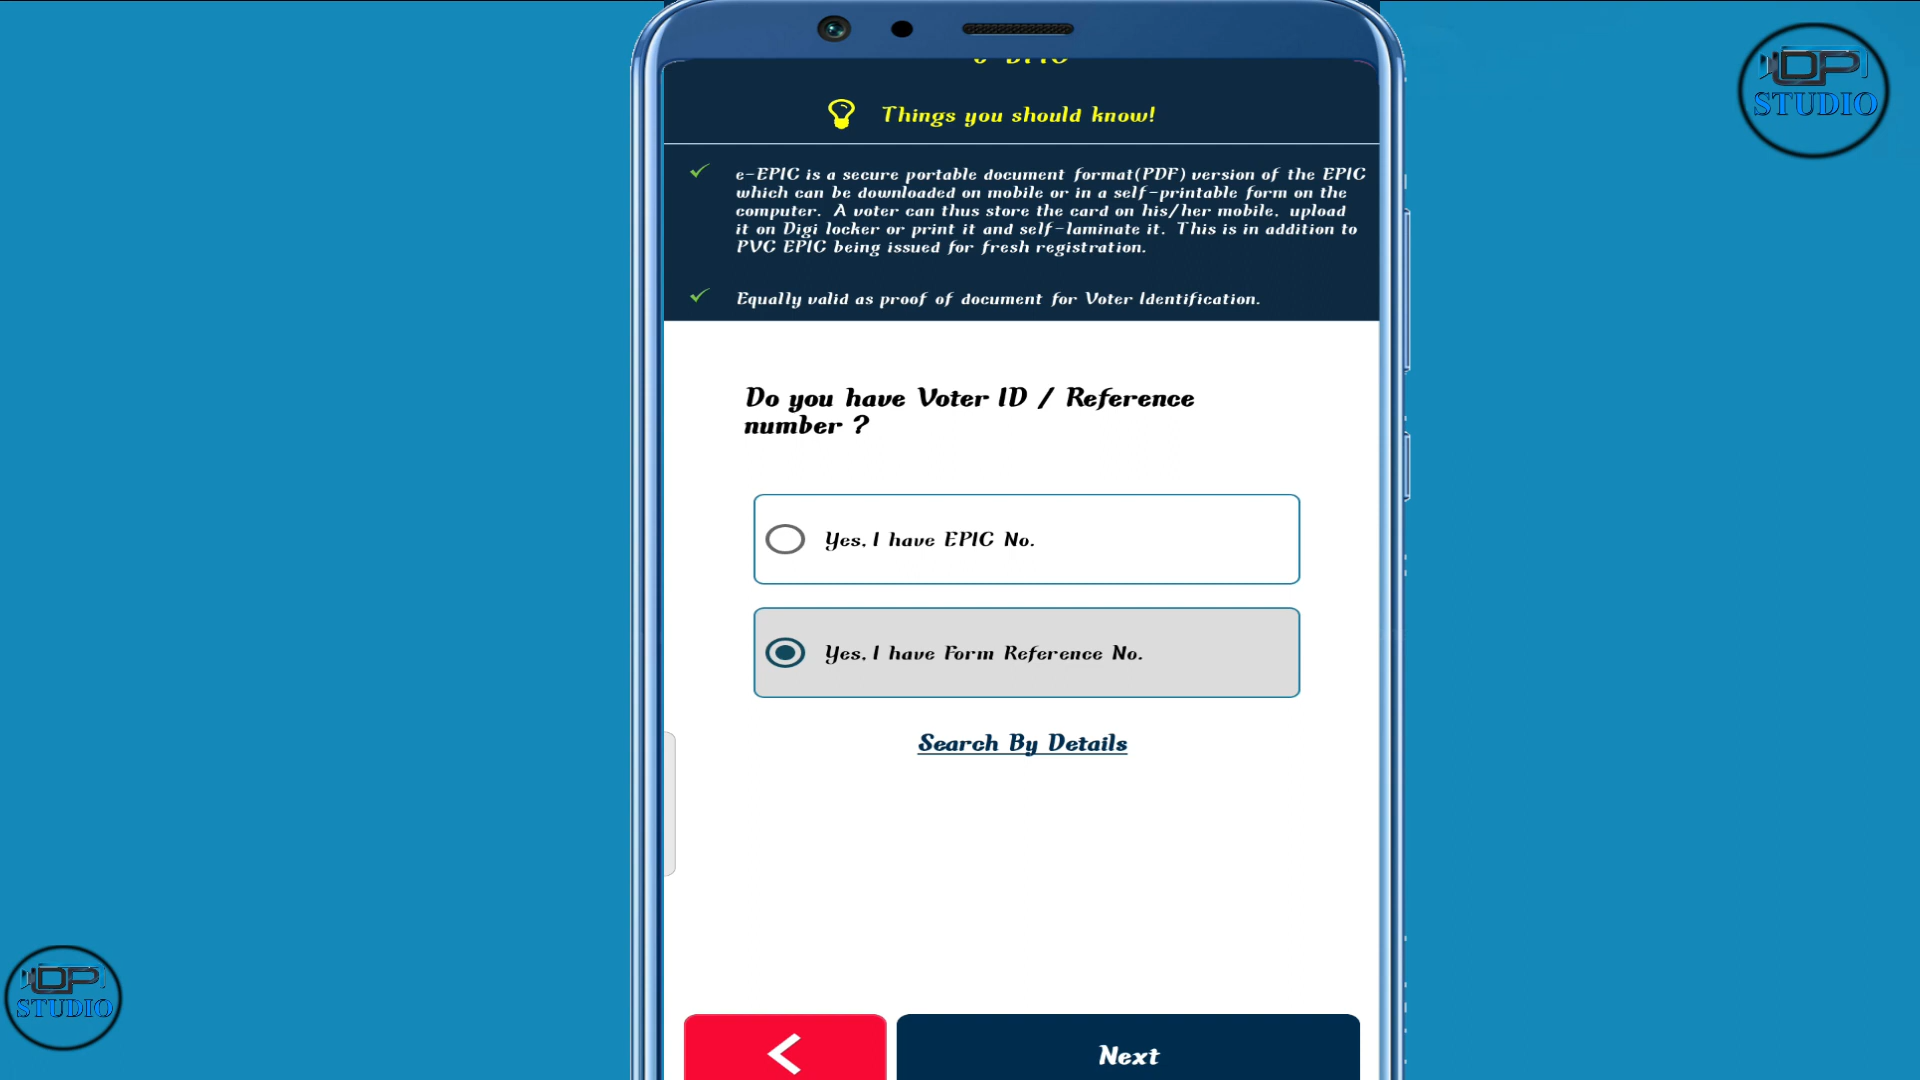 DP
STUDIO
Things you should know!
e-EPIC is a secure portable document format(PDF) version of the EPIC
which can be downloaded on mobile or in a self-printable form on the
computer. A voter can thus store the card on his/her mobile, upload
it on Digi locker or print it and self-laminate it. This is in addition to
PVC EPIC being issued for fresh registration.
Equally valid as proof of document for Voter Identification.
Do you have Voter ID / Reference
number ?
Yes, I have EPIC No.
Yes, I have Form Reference No.
Search By Details
DP
STUDIO
Next